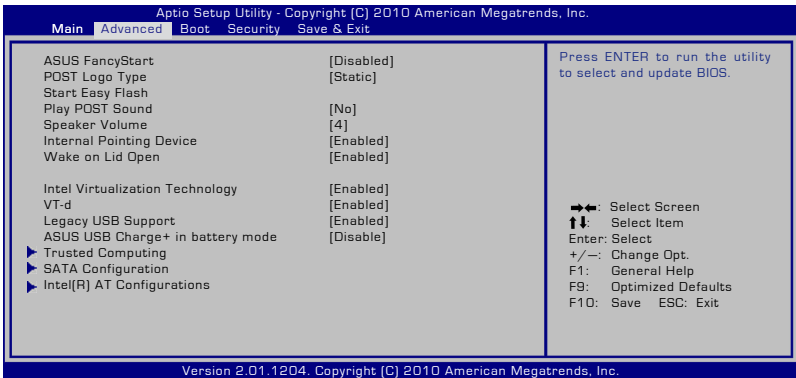 Aptio Setup Utility - Copyright (C) 2010 American Megatrends, Inc.
Main Advanced Boot Security Save & Exit
ASUS FancyStart [Disabled]
POST Logo Type [Static]
Start Easy Flash
Play POST Sound [No]
Speaker Volume [4]
Internal Pointing Device [Enabled]
Wake on Lid Open [Enabled]
Intel Virtualization Technology [Enabled]
VT-d [Enabled]
Legacy USB Support [Enabled]
ASUS USB Charge+ in battery mode [Disable]
Trusted Computing
SATA Configuration
Intel(R) AT Configurations
Press ENTER to run the utility
to select and update BIOS.
→←: Select Screen
↑↓: Select Item
Enter: Select
+/—: Change Opt.
F1: General Help
F9: Optimized Defaults
F10: Save ESC: Exit
Version 2.01.1204. Copyright (C) 2010 American Megatrends, Inc.